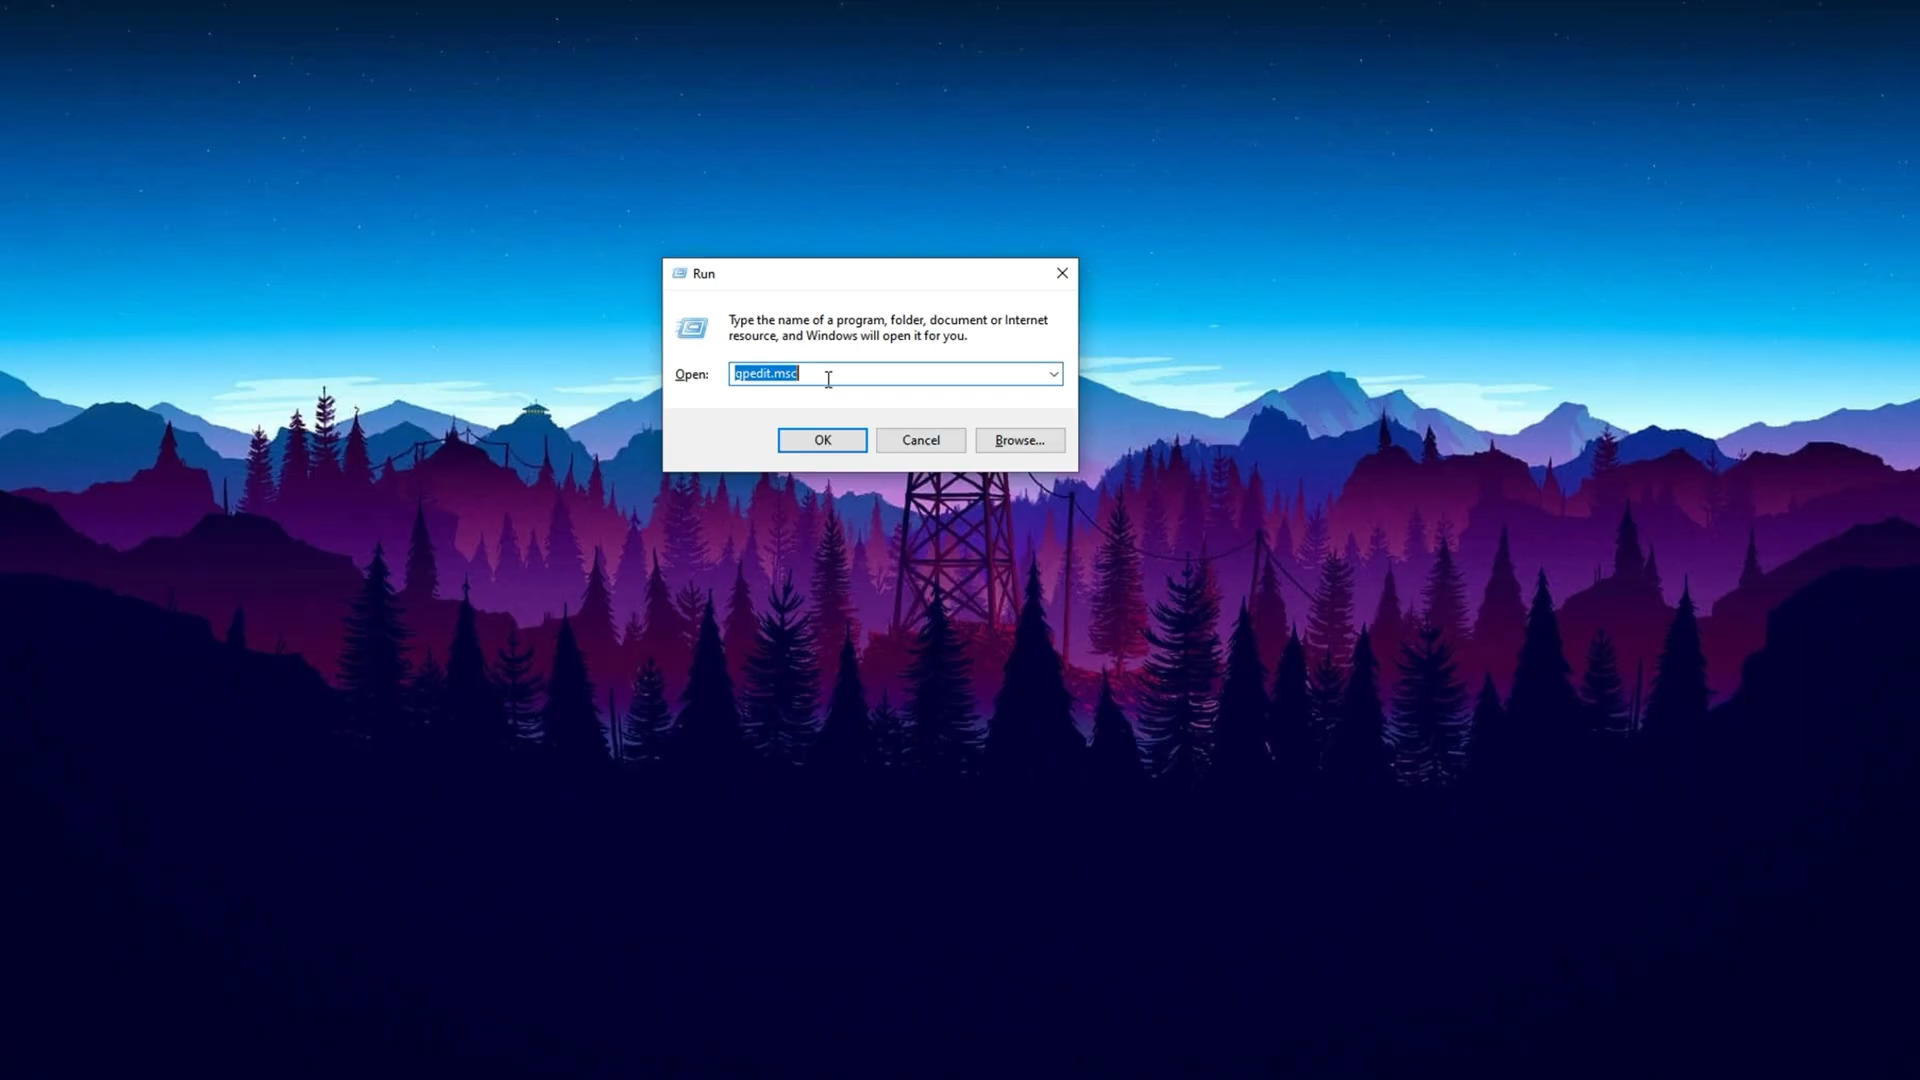 Run
Type the name of a program, folder, document or Internet
resource, and Windows will open it for you.
Open: gpedit.msc
OK Cancel Browse...